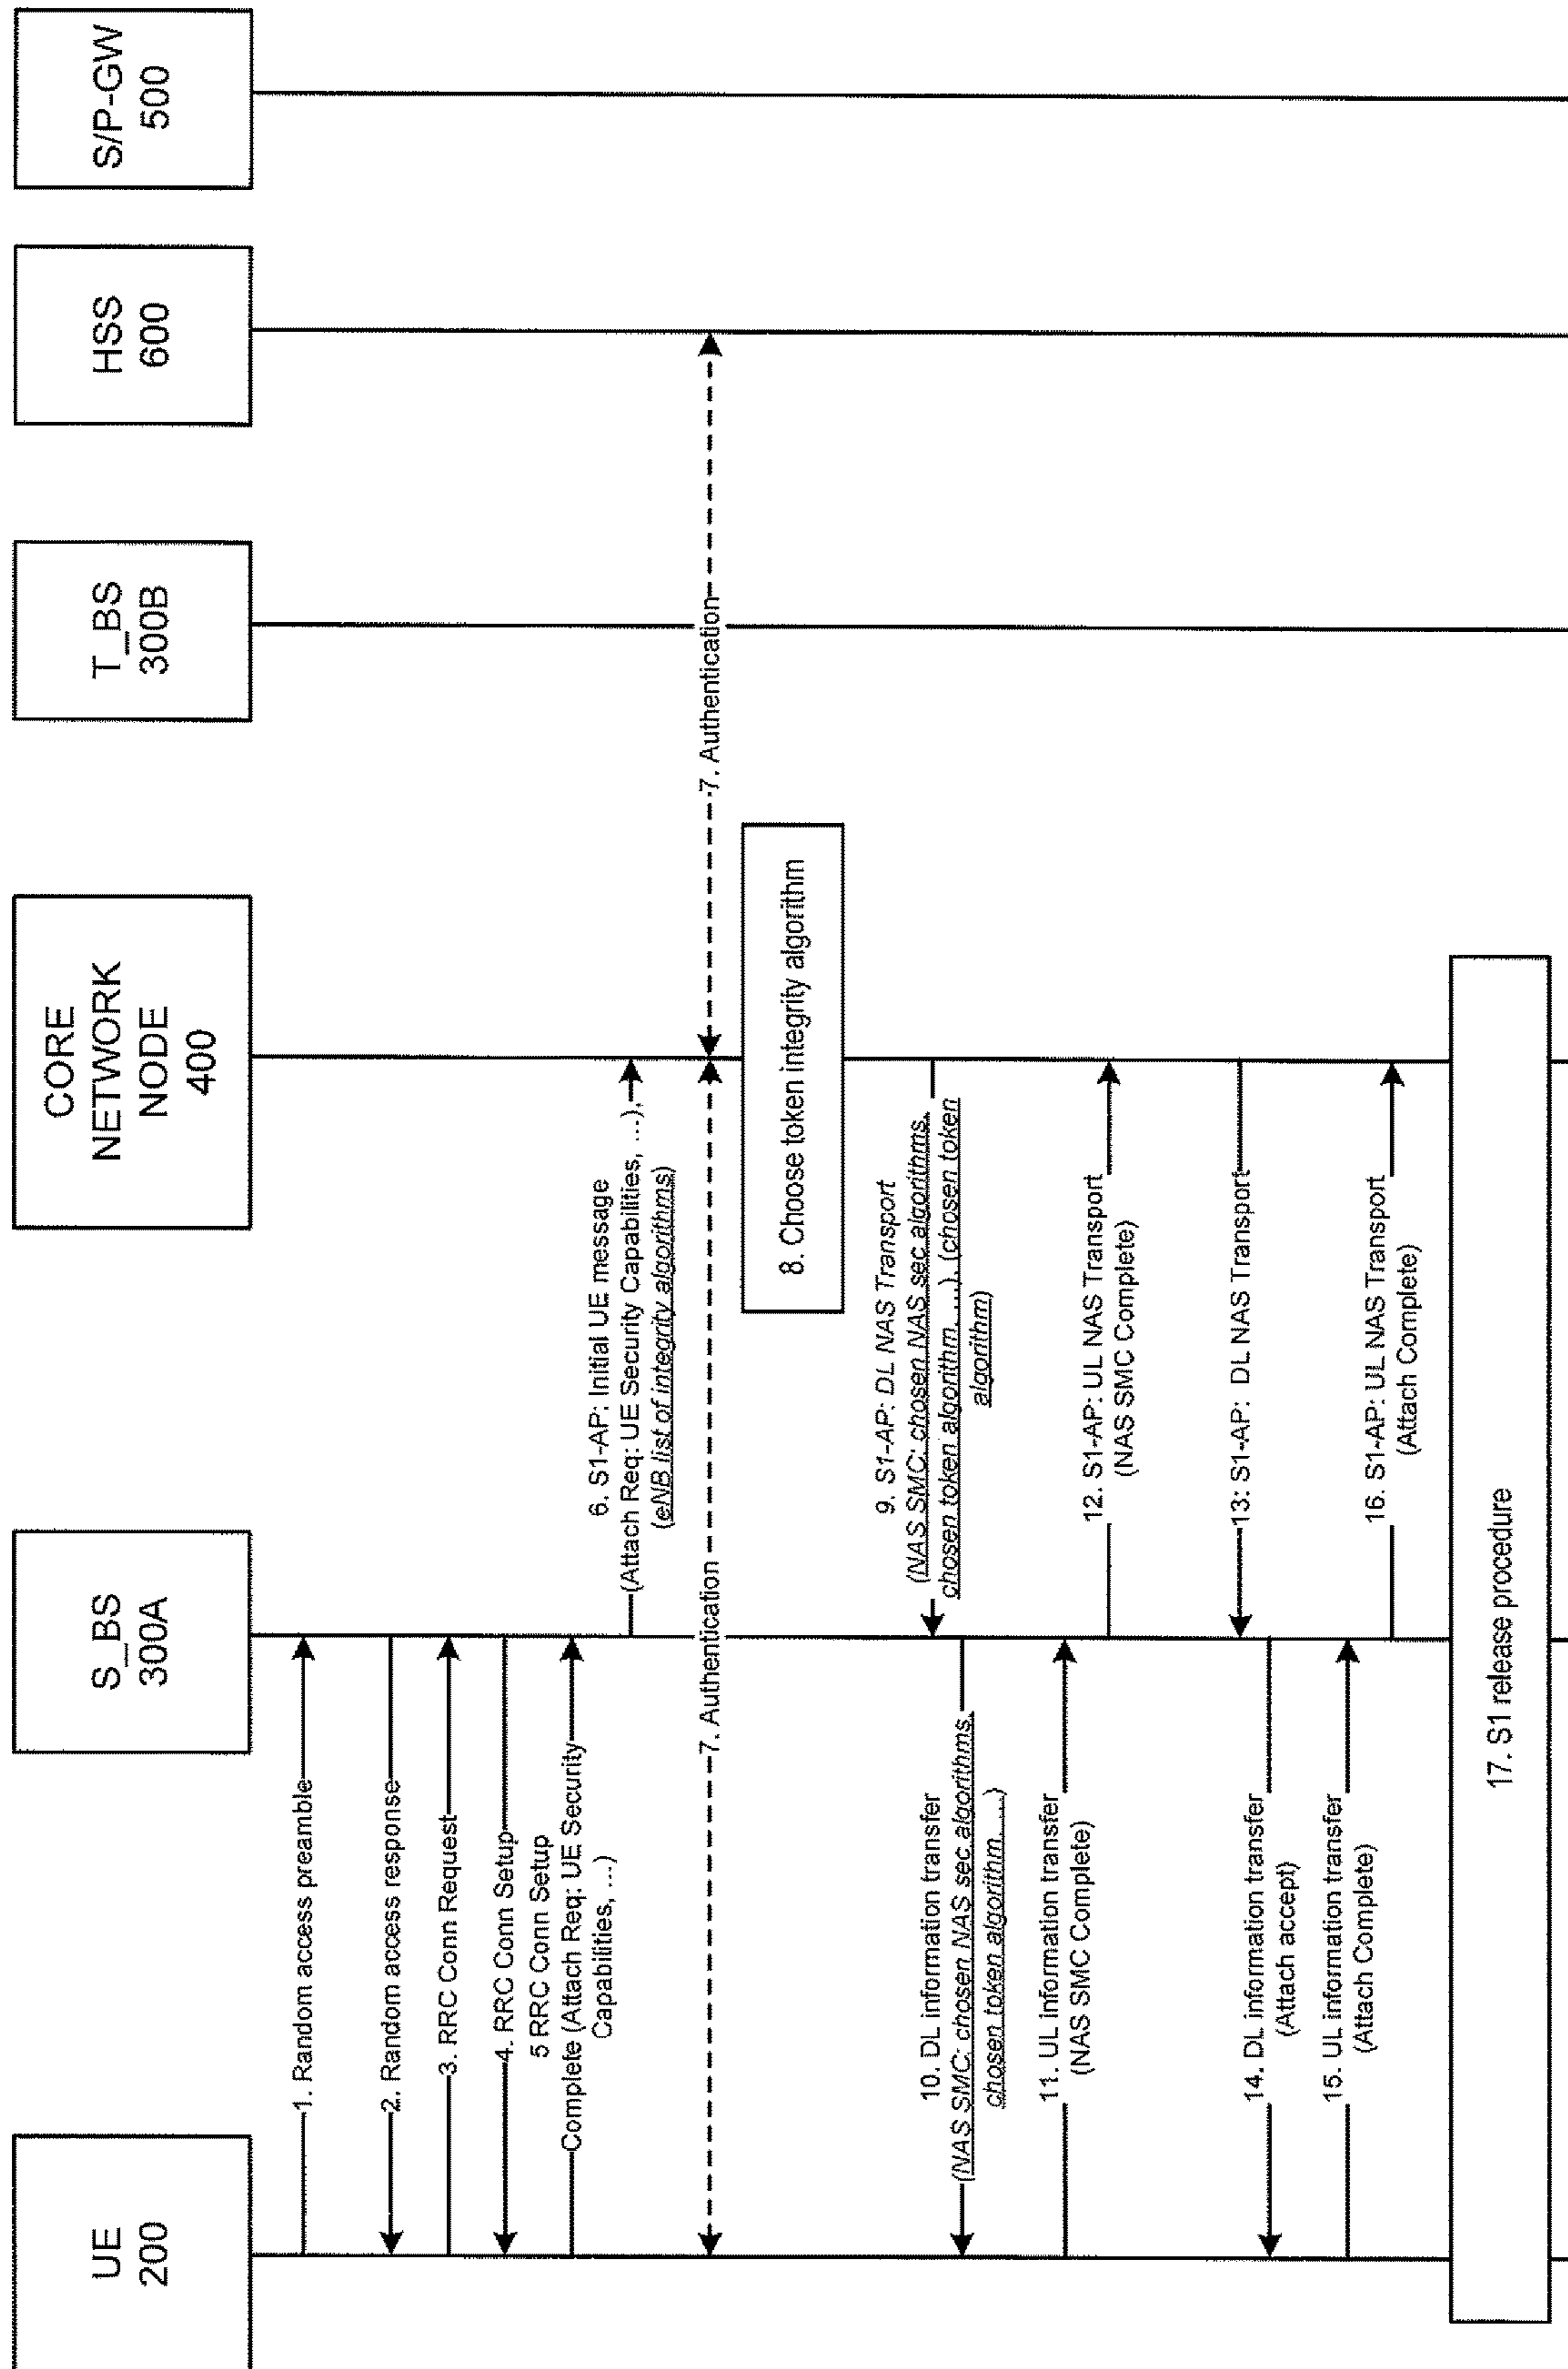 UE
200
S_BS
300A
CORE
NETWORK
NODE
400
T_BS
300B
HSS
600
S/P-GW
500
1. Random access preamble
2. Random access response
3. RRC Conn Request
4. RRC Conn Setup
5 RRC Conn Setup
Complete (Attach Req: UE Security
Capabilities, ...)
6. S1-AP: Initial UE message
(Attach Req: UE Security Capabilities, ...),
(eNB list of integrity algorithms)
7. Authentication
7. Authentication
8. Choose token integrity algorithm
9. S1-AP: DL NAS Transport
(NAS SMC: chosen NAS sec algorithms,
chosen token algorithm, ...), (chosen token
algorithm)
10. DL information transfer
(NAS SMC: chosen NAS sec algorithms,
chosen token algorithm, ...)
11. UL information transfer
(NAS SMC Complete)
12. S1-AP: UL NAS Transport
(NAS SMC Complete)
13: S1-AP: DL NAS Transport
14. DL information transfer
(Attach accept)
15. UL information transfer
(Attach Complete)
16. S1-AP: UL NAS Transport
(Attach Complete)
17. S1 release procedure